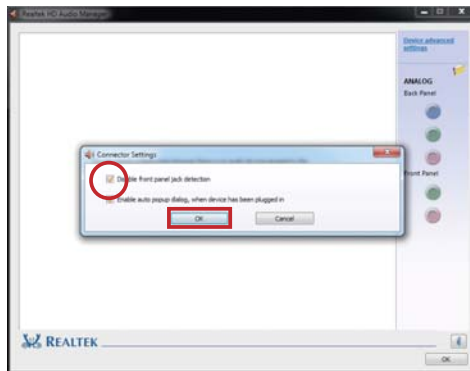 Realtek HD Audio Manager
Device advanced
settings
ANALOG
Back Panel
Connector Settings
Disable front panel jack detection
Front Panel
Enable auto popup dialog, when device has been plugged in
OK
Cancel
REALTEK
i
OK